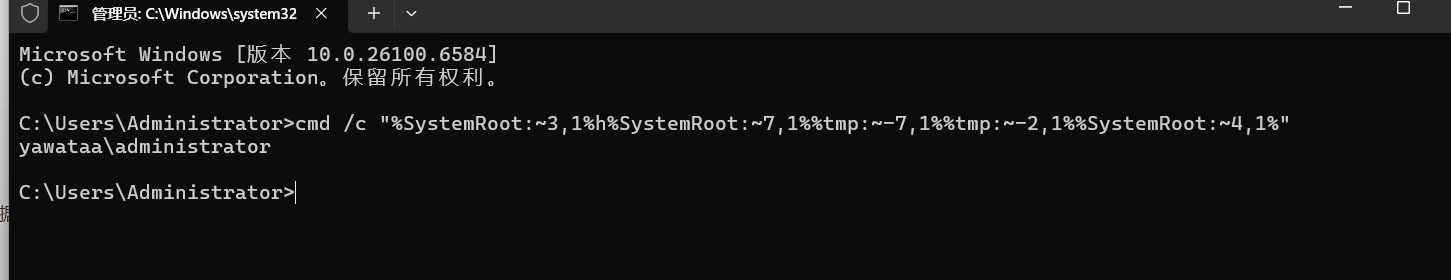 管理员: C:\Windows\system32
Microsoft Windows [版本 10.0.26100.6584]
(c) Microsoft Corporation。保留所有权利。
C:\Users\Administrator>cmd /c "%SystemRoot:~3,1%h%SystemRoot:~7,1%%tmp:~-7,1%%tmp:~-2,1%%SystemRoot:~4,1%"
yawataa\administrator
C:\Users\Administrator>